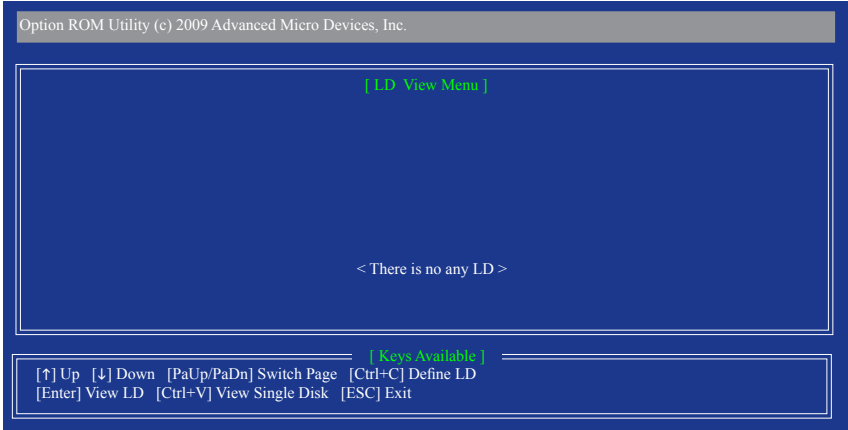 Option ROM Utility (c) 2009 Advanced Micro Devices, Inc.
[ LD View Menu ]
< There is no any LD >
[ Keys Available ]
[↑] Up [↓] Down [PaUp/PaDn] Switch Page [Ctrl+C] Define LD
[Enter] View LD [Ctrl+V] View Single Disk [ESC] Exit